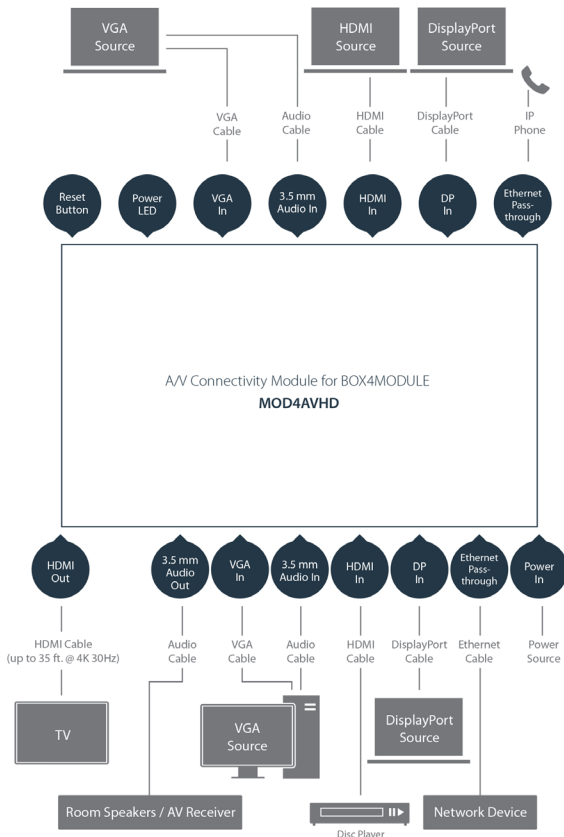 VGA
Source
HDMI
Source
DisplayPort
Source
VGA
Cable
Audio
Cable
HDMI
Cable
DisplayPort
Cable
IP
Phone
Reset
Button
Power
LED
VGA
In
3.5 mm
Audio In
HDMI
In
DP
In
Ethernet
Pass-
through
A/V Connectivity Module for BOX4MODULE
MOD4AVHD
HDMI
Out
3.5 mm
Audio
Out
VGA
In
3.5 mm
Audio In
HDMI
In
DP
In
Ethernet
Pass-
through
Power
In
HDMI Cable
(up to 35 ft. @ 4K 30Hz)
Audio
Cable
VGA
Cable
Audio
Cable
HDMI
Cable
DisplayPort
Cable
Ethernet
Cable
Power
Source
TV
VGA
Source
DisplayPort
Source
Room Speakers / AV Receiver
Disc Player
Network Device